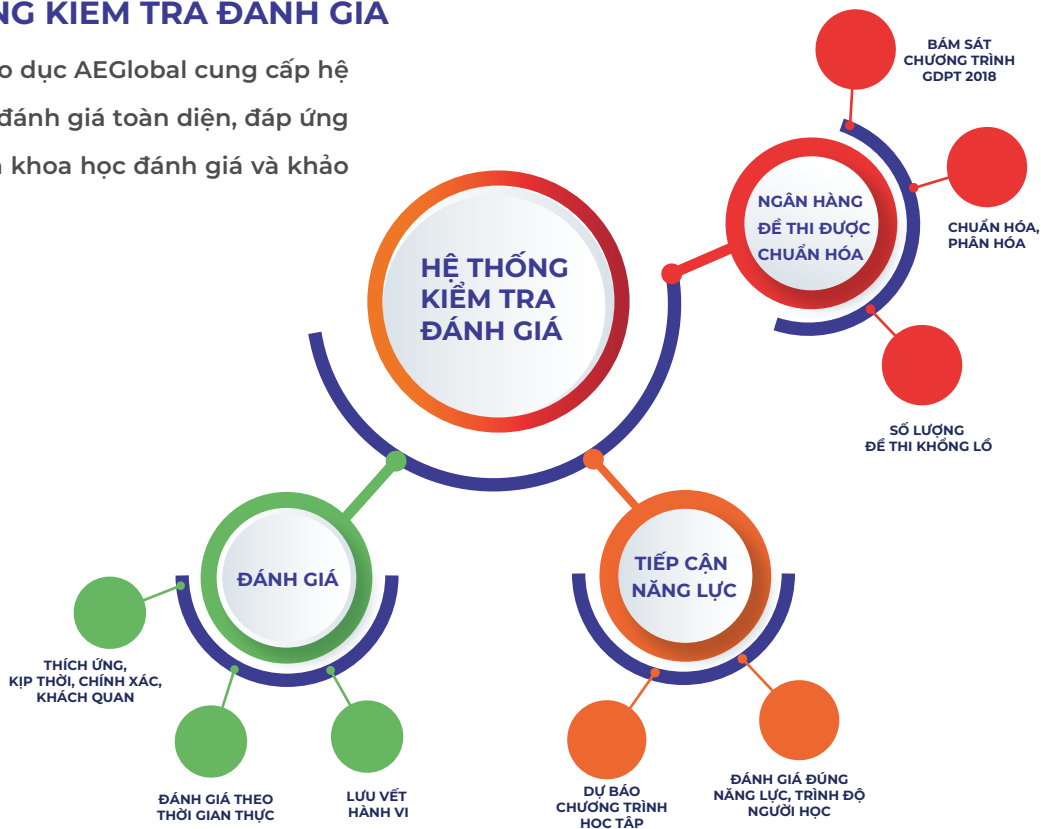 NG KIỂM TRA ĐÁNH GIÁ
o dục AEGlobal cung cấp hệ
đánh giá toàn diện, đáp ứng
khoa học đánh giá và khảo
HỆ THỐNG
KIỂM TRA
ĐÁNH GIÁ
NGÂN HÀNG
ĐỀ THI ĐƯỢC
CHUẨN HÓA
BÁM SÁT
CHƯƠNG TRÌNH
GDPT 2018
CHUẨN HÓA,
PHÂN HÓA
SỐ LƯỢNG
ĐỀ THI KHỔNG LỒ
ĐÁNH GIÁ
THÍCH ỨNG,
KỊP THỜI, CHÍNH XÁC,
KHÁCH QUAN
ĐÁNH GIÁ THEO
THỜI GIAN THỰC
LƯU VẾT
HÀNH VI
TIẾP CẬN
NĂNG LỰC
DỰ BÁO
CHƯƠNG TRÌNH
HỌC TẬP
ĐÁNH GIÁ ĐÚNG
NĂNG LỰC, TRÌNH ĐỘ
NGƯỜI HỌC